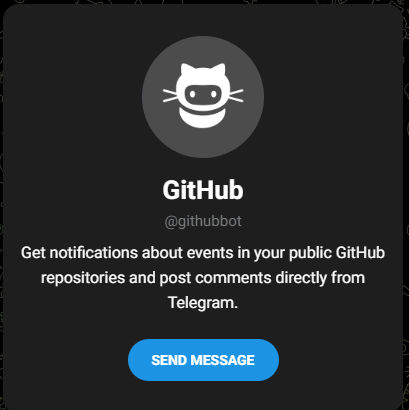 GitHub
@githubbot
Get notifications about events in your public GitHub
repositories and post comments directly from
Telegram.
SEND MESSAGE